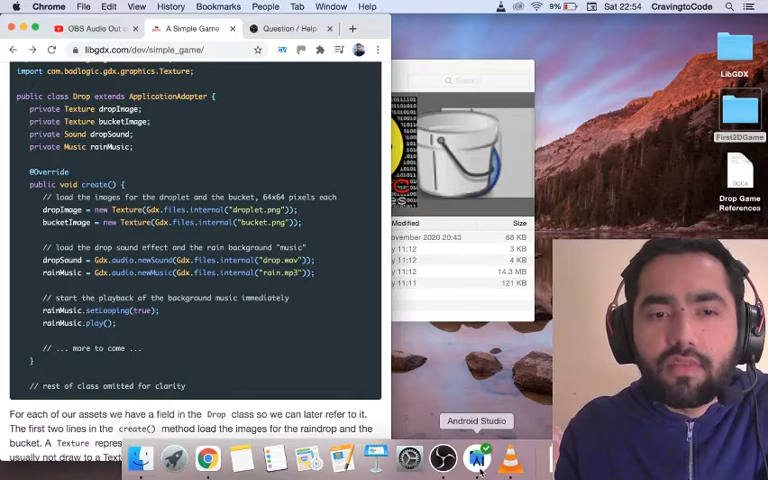 Chrome File Edit View History Bookmarks People Tab Window Help
9% Sat 22:54 CravingtoCode
OBS Audio Out
A Simple Game
Question / Help
libgdx.com/dev/simple_game/
import com.badlogic.gdx.graphics.Texture;
public class Drop extends ApplicationAdapter {
private Texture dropImage;
private Texture bucketImage;
private Sound dropSound;
private Music rainMusic;
@Override
public void create() {
// load the images for the droplet and the bucket, 64x64 pixels each
dropImage = new Texture(Gdx.files.internal("droplet.png"));
bucketImage = new Texture(Gdx.files.internal("bucket.png"));
// load the drop sound effect and the rain background "music"
dropSound = Gdx.audio.newSound(Gdx.files.internal("drop.wav"));
rainMusic = Gdx.audio.newMusic(Gdx.files.internal("rain.mp3"));
// start the playback of the background music immediately
rainMusic.setLooping(true);
rainMusic.play();
// ... more to come ...
}
// rest of class omitted for clarity
For each of our assets we have a field in the Drop class so we can later refer to it.
The first two lines in the create() method load the images for the raindrop and the
bucket. A Texture
usually not draw to a
Search
Modified Size
ovember 2020 20:43 68 KB
y 11:12 3 KB
y 11:12 4 KB
y 11:12 14.3 MB
y 11:11 121 KB
LibGDX
First2DGame
DOCX
Drop Game
References
Android Studio